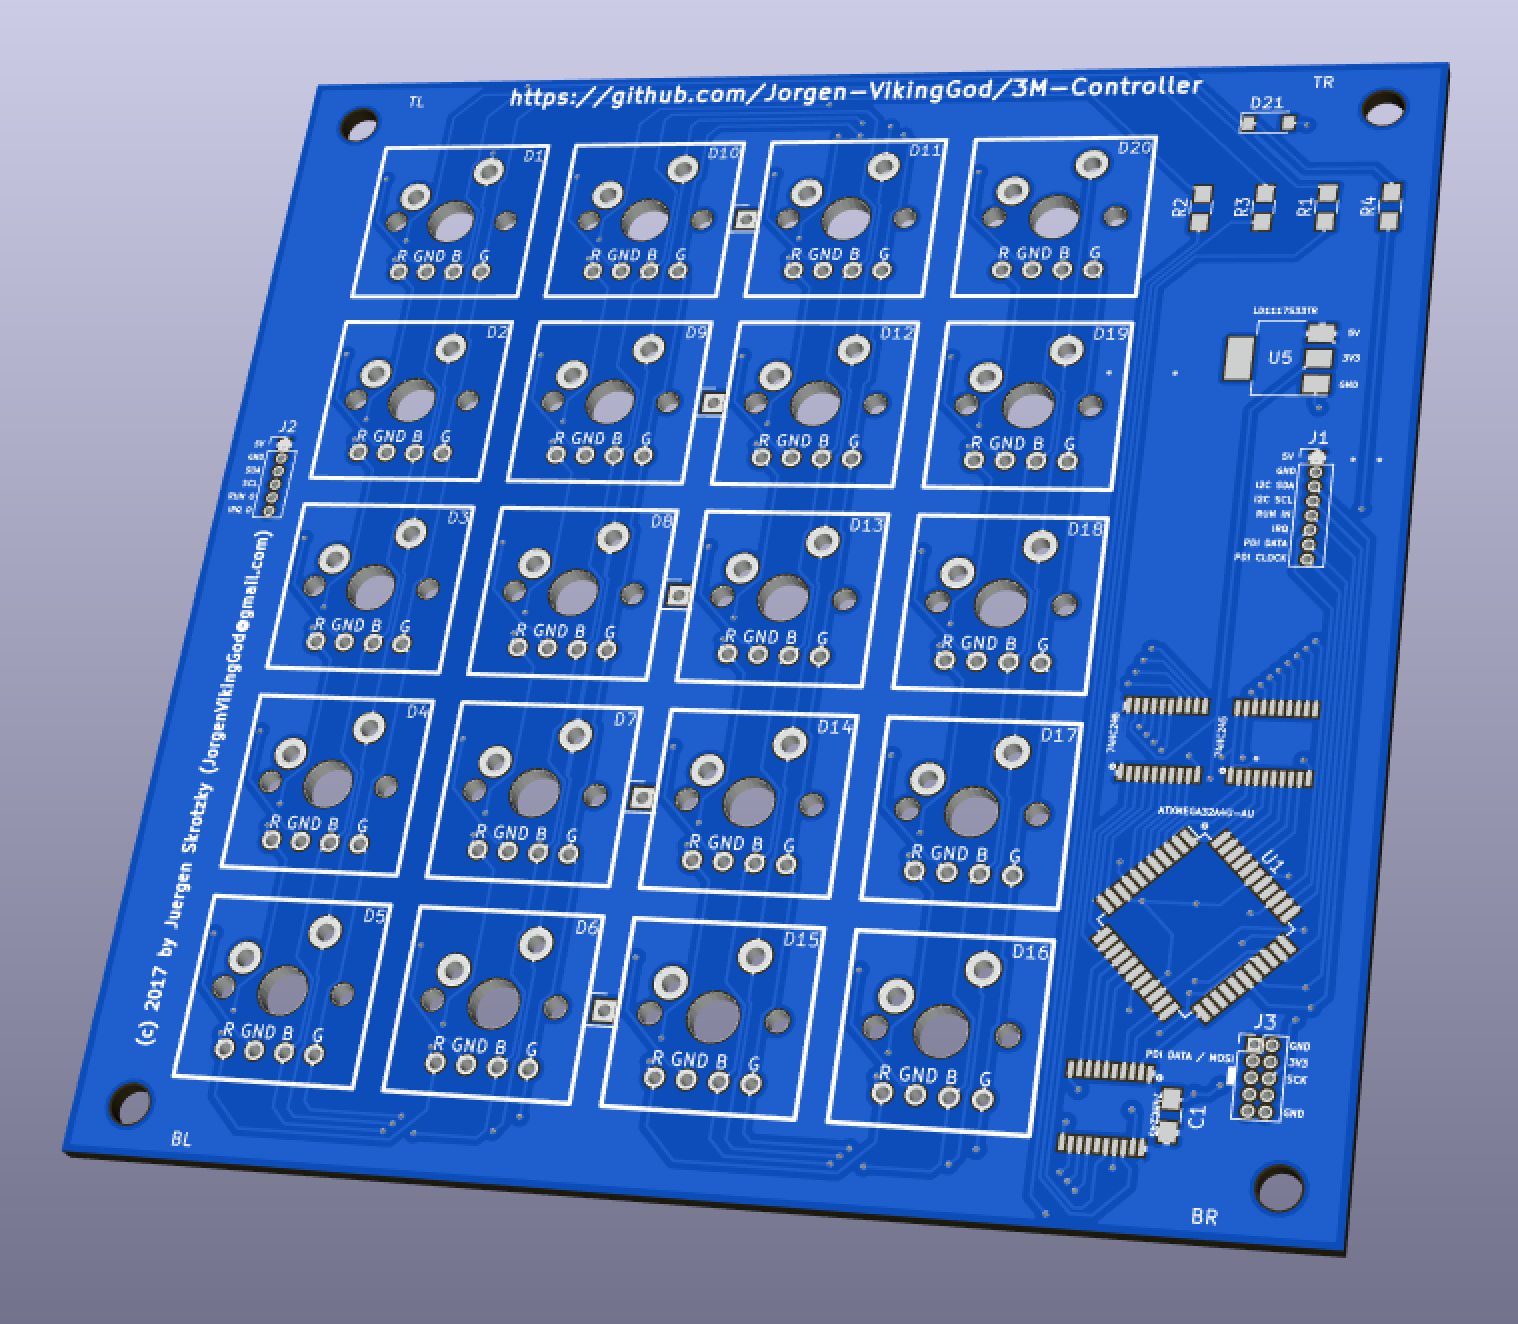 TL
https://github.com/Jorgen-VikingGod/3M-Controller
TR
D21
D1
R GND B G
D10
R GND B G
D11
R GND B G
D20
R GND B G
R2
R3
R1
R4
D2
R GND B G
D9
R GND B G
D12
R GND B G
D19
R GND B G
LD1117S33TR
U5
5V
3V3
GND
J2
5V
GND
SDA
SCL
J1
5V
GND
I2C SDA
I2C SCL
RUN IN
IRQ
PDI DATA
PDI CLOCK
D3
R GND B G
D8
R GND B G
D13
R GND B G
D18
R GND B G
D4
R GND B G
D7
R GND B G
D14
R GND B G
D17
R GND B G
74HC245
74HC245
ATXMEGA32A4U-AU
U1
D5
R GND B G
D6
R GND B G
D15
R GND B G
D16
R GND B G
(c) 2017 by Juergen Skrotzky (JorgenVikingGod@gmail.com)
J3
PDI DATA / MOSI
GND
3V3
SCK
GND
C1
BL
BR